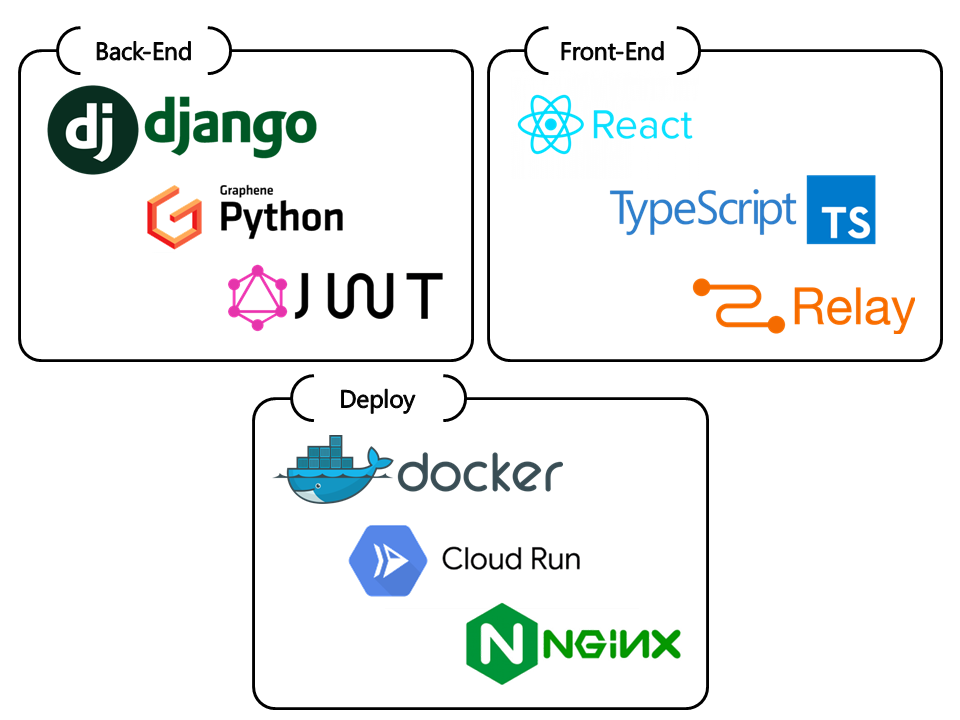 Back-End
dj django
Graphene
Python
JWT
Front-End
React
TypeScript TS
Relay
Deploy
docker
Cloud Run
N NGINX